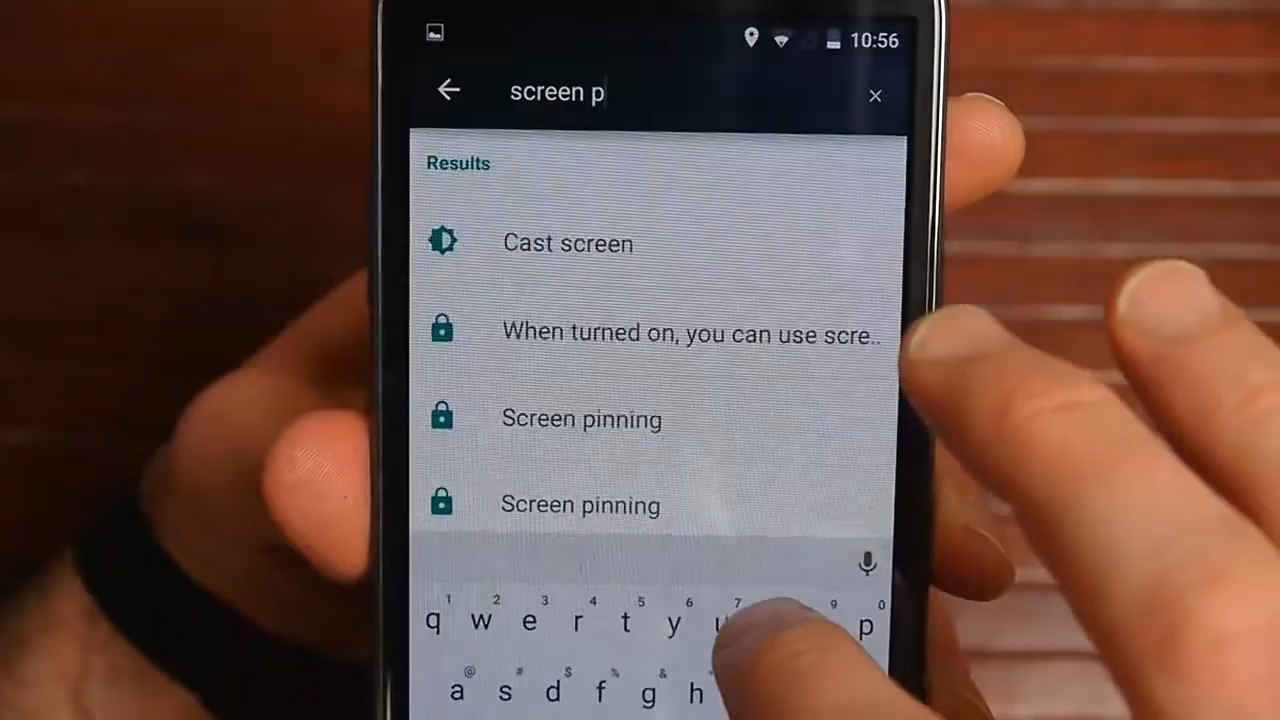 10:56
screen p
Results
Cast screen
When turned on, you can use scre..
Screen pinning
Screen pinning
1 2 3 4 5 6 7 9 0
q w e r t y u p
@ # $ % &
a s d f g h